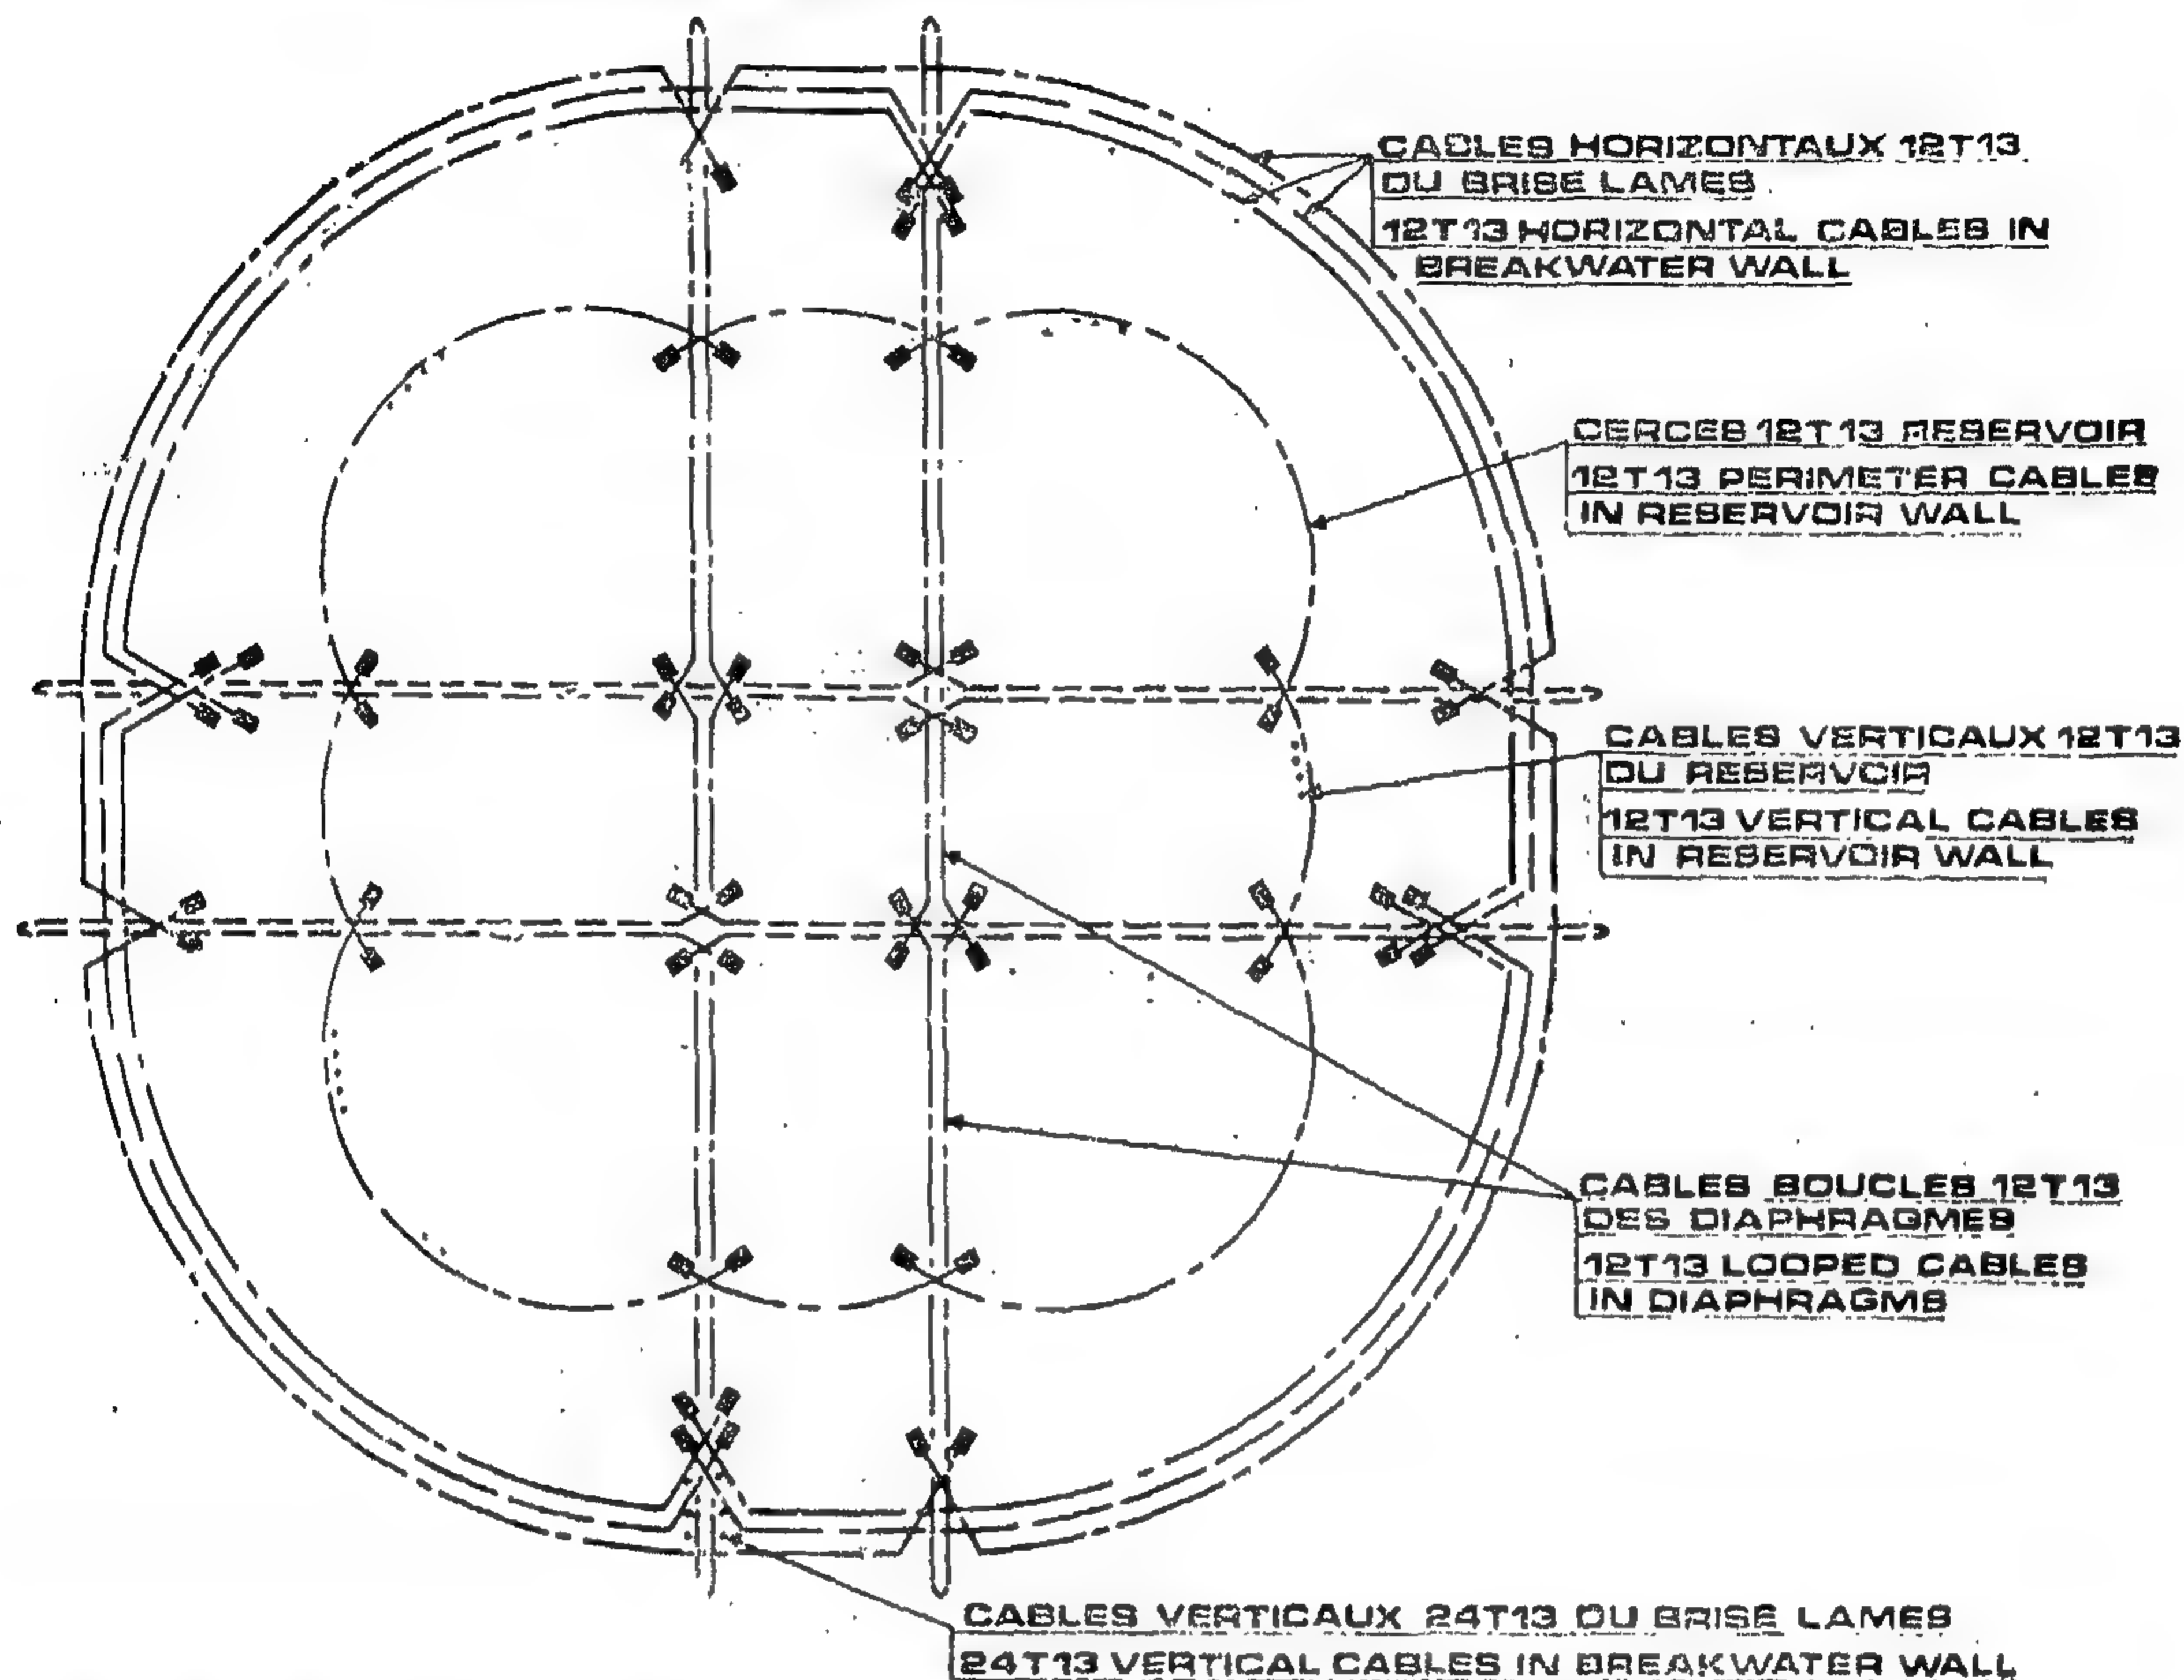 CABLES HORIZONTAUX 12T13
DU BRISE LAMES
12T13 HORIZONTAL CABLES IN
BREAKWATER WALL
CERCES 12T13 RESERVOIR
12T13 PERIMETER CABLES
IN RESERVOIR WALL
CABLES VERTICAUX 12T13
DU RESERVOIR
12T13 VERTICAL CABLES
IN RESERVOIR WALL
CABLES BOUCLES 12T13
DES DIAPHRAGMES
12T13 LOOPED CABLES
IN DIAPHRAGMS
CABLES VERTICAUX 24T13 DU BRISE LAMES
24T13 VERTICAL CABLES IN BREAKWATER WALL